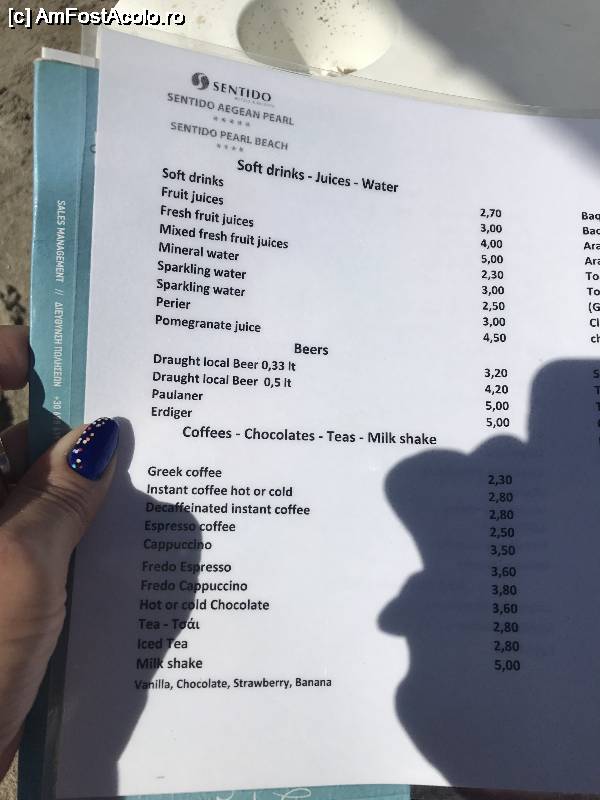 [c] AmFostAcolo.ro
SENTIDO
SENTIDO AEGEAN PEARL
★★★★★
SENTIDO PEARL BEACH
★★★★
Soft drinks - Juices - Water
Soft drinks 2,70
Fruit juices 3,00
Fresh fruit juices 4,00
Mixed fresh fruit juices 5,00
Mineral water 2,30
Sparkling water 3,00
Sparkling water 2,50
Perier 3,00
Pomegranate juice 4,50
Beers
Draught local Beer 0,33 lt 3,20
Draught local Beer 0,5 lt 4,20
Paulaner 5,00
Erdiger 5,00
Coffees - Chocolates - Teas - Milk shake
Greek coffee 2,30
Instant coffee hot or cold 2,80
Decaffeinated instant coffee 2,80
Espresso coffee 2,50
Cappuccino 3,50
Fredo Espresso 3,60
Fredo Cappuccino 3,80
Hot or cold Chocolate 3,60
Tea - Τσάι 2,80
Iced Tea 2,80
Milk shake 5,00
Vanilla, Chocolate, Strawberry, Banana
SALES MANAGEMENT // ΔΙΕΥΘΥΝΣΗ ΠΩΛΗΣΕΩΝ +30